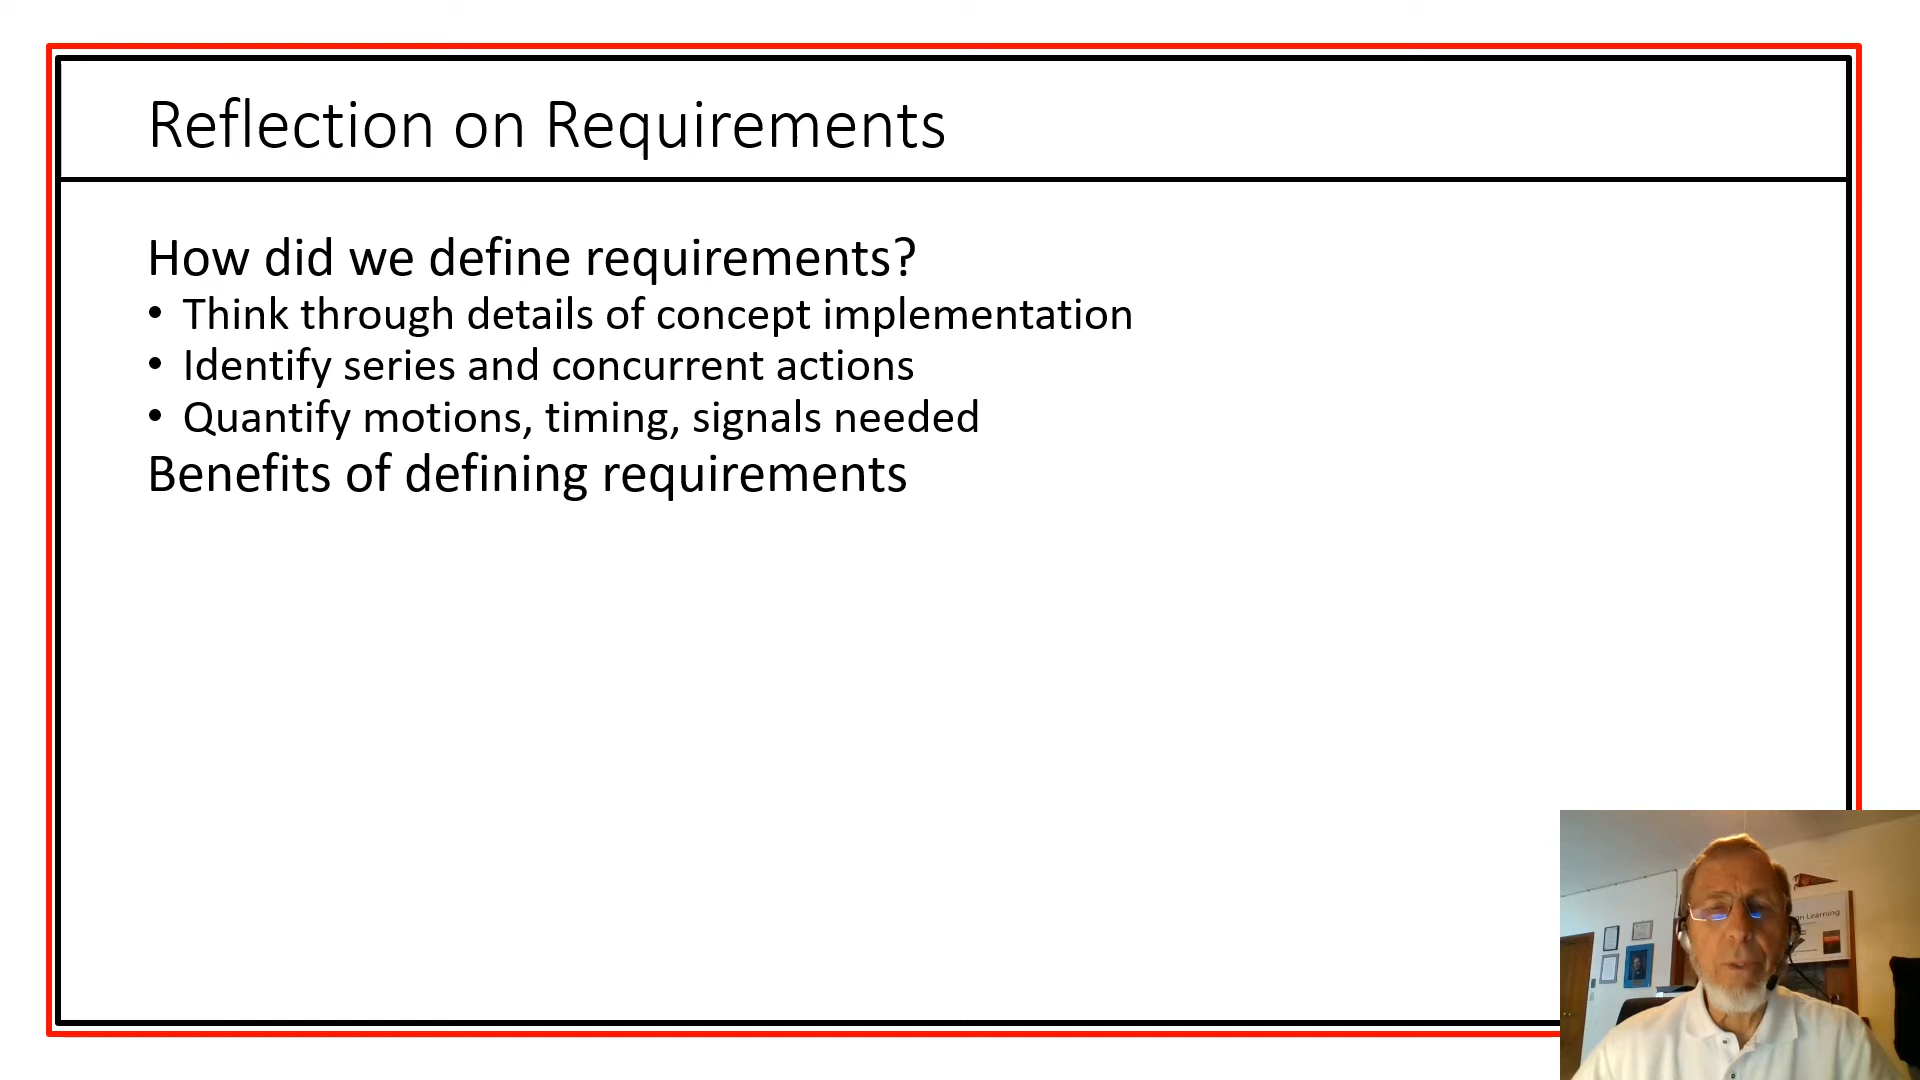 Reflection on Requirements
How did we define requirements?
• Think through details of concept implementation
• Identify series and concurrent actions
• Quantify motions, timing, signals needed
Benefits of defining requirements
Learning